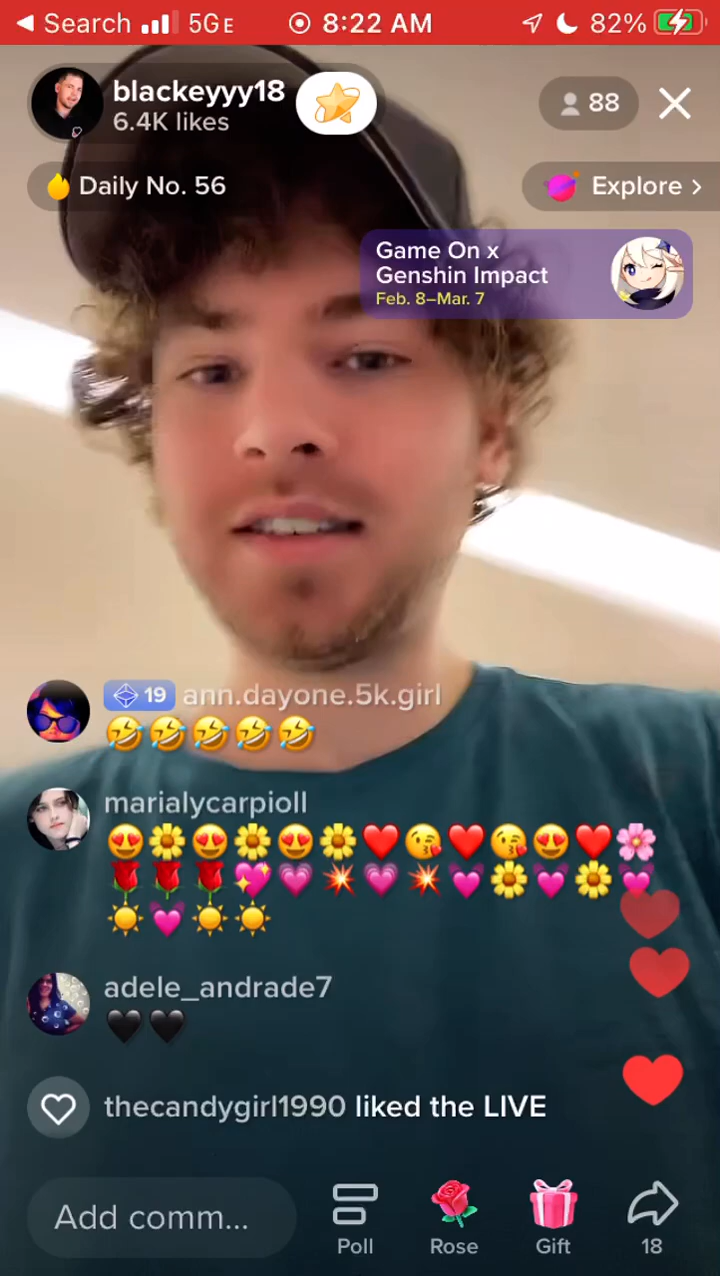 Search 5GE 8:22 AM 82%
blackeyyy18
6.4K likes
88
Daily No. 56
Explore
Game On x
Genshin Impact
Feb. 8–Mar. 7
19 ann.dayone.5k.girl
🤣🤣🤣🤣🤣
marialycarpioll
😍🌼😍🌼😍🌼❤️😘❤️😘😍❤️🌸
🌹🌹🌹💖💗💥💗💥💓🌼💓🌼💓
☀️💓☀️☀️
adele_andrade7
🖤🖤
thecandygirl1990 liked the LIVE
Add comm...
Poll Rose Gift 18